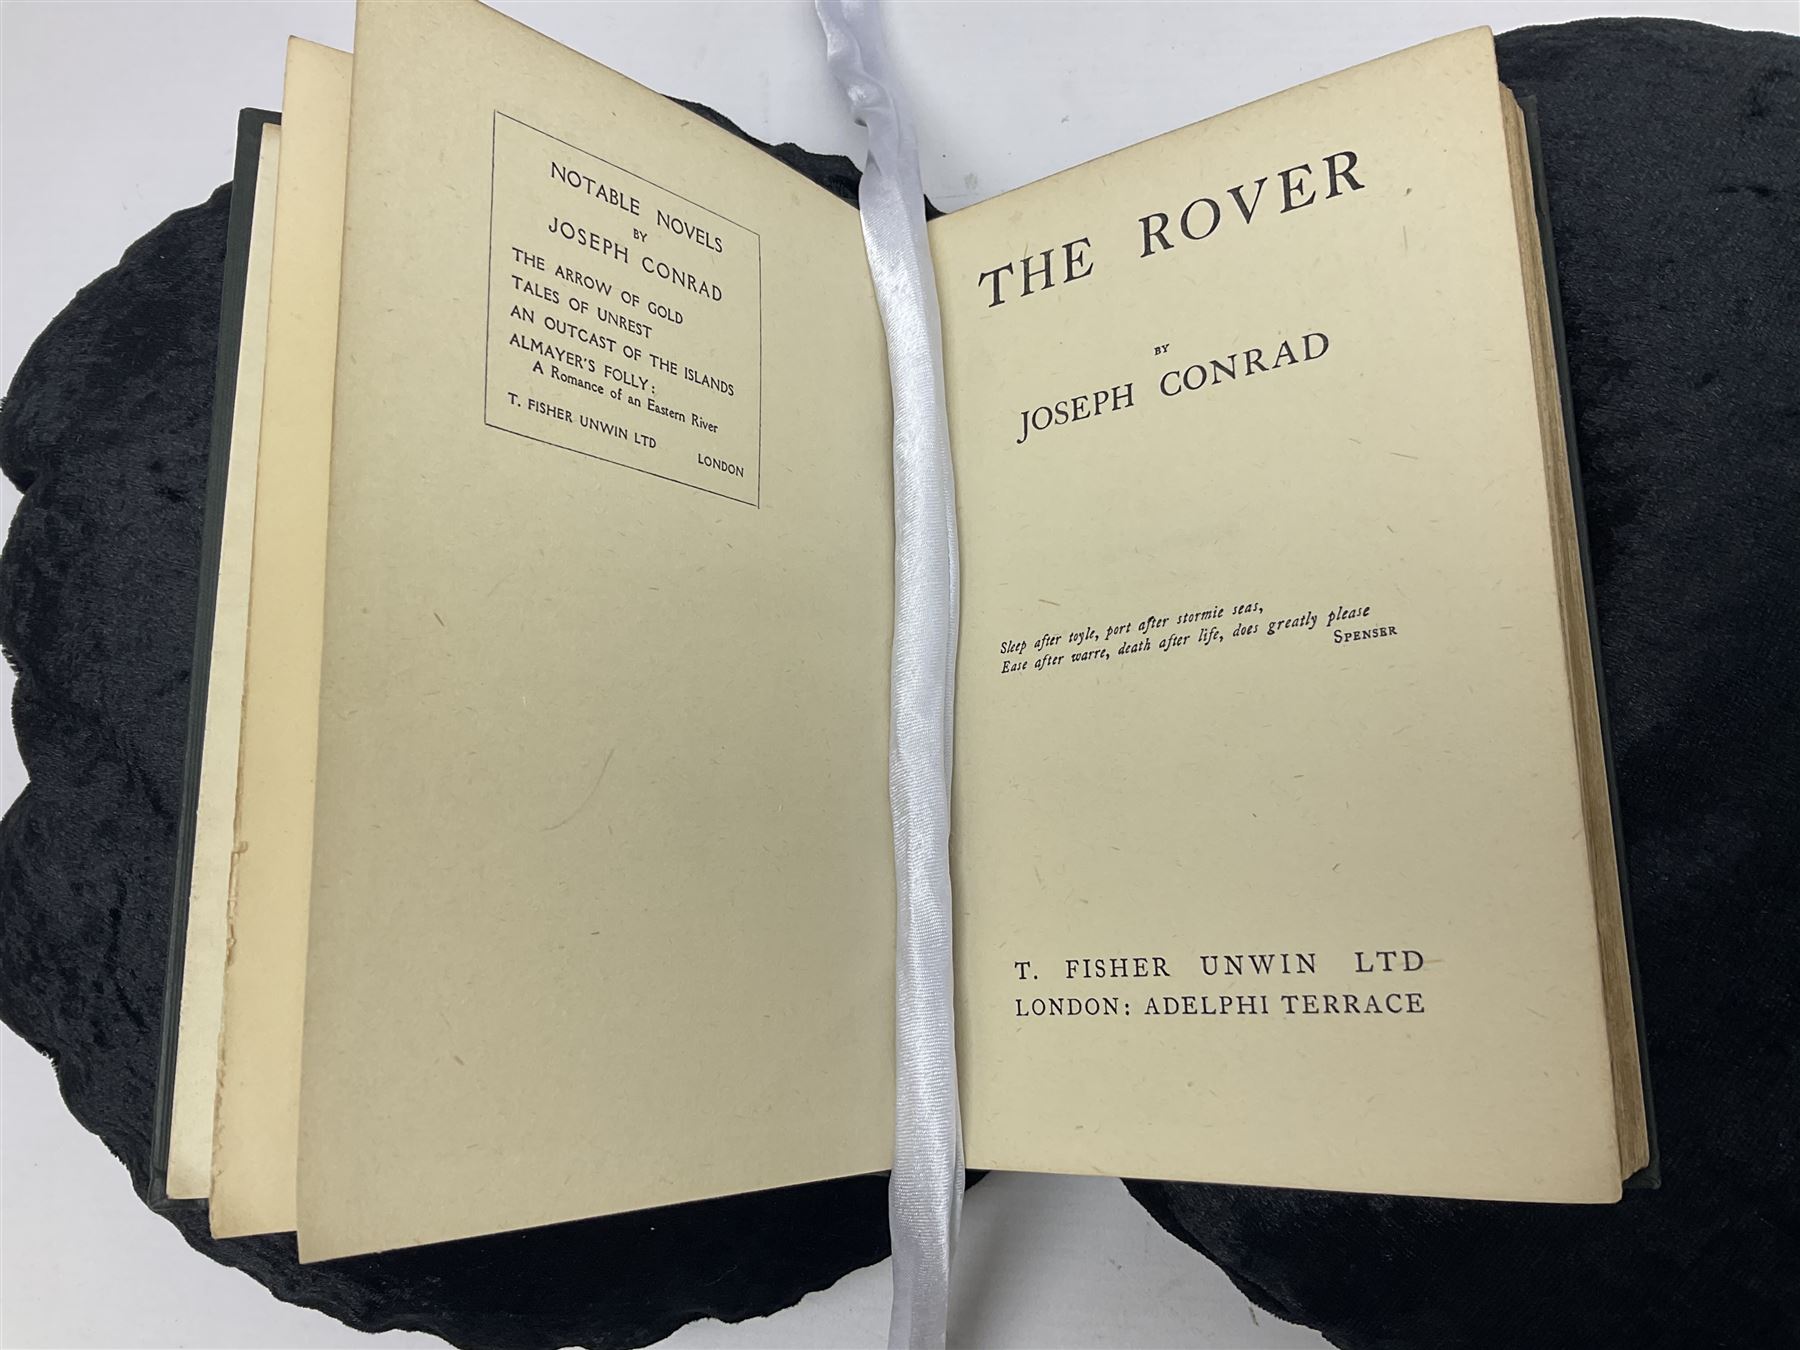 NOTABLE NOVELS
BY
JOSEPH CONRAD
THE ARROW OF GOLD
TALES OF UNREST
AN OUTCAST OF THE ISLANDS
ALMAYER'S FOLLY:
A Romance of an Eastern River
T. FISHER UNWIN LTD
LONDON
THE ROVER
BY
JOSEPH CONRAD
Sleep after toyle, port after stormie seas,
Ease after warre, death after life, does greatly please
SPENSER
T. FISHER UNWIN LTD
LONDON: ADELPHI TERRACE